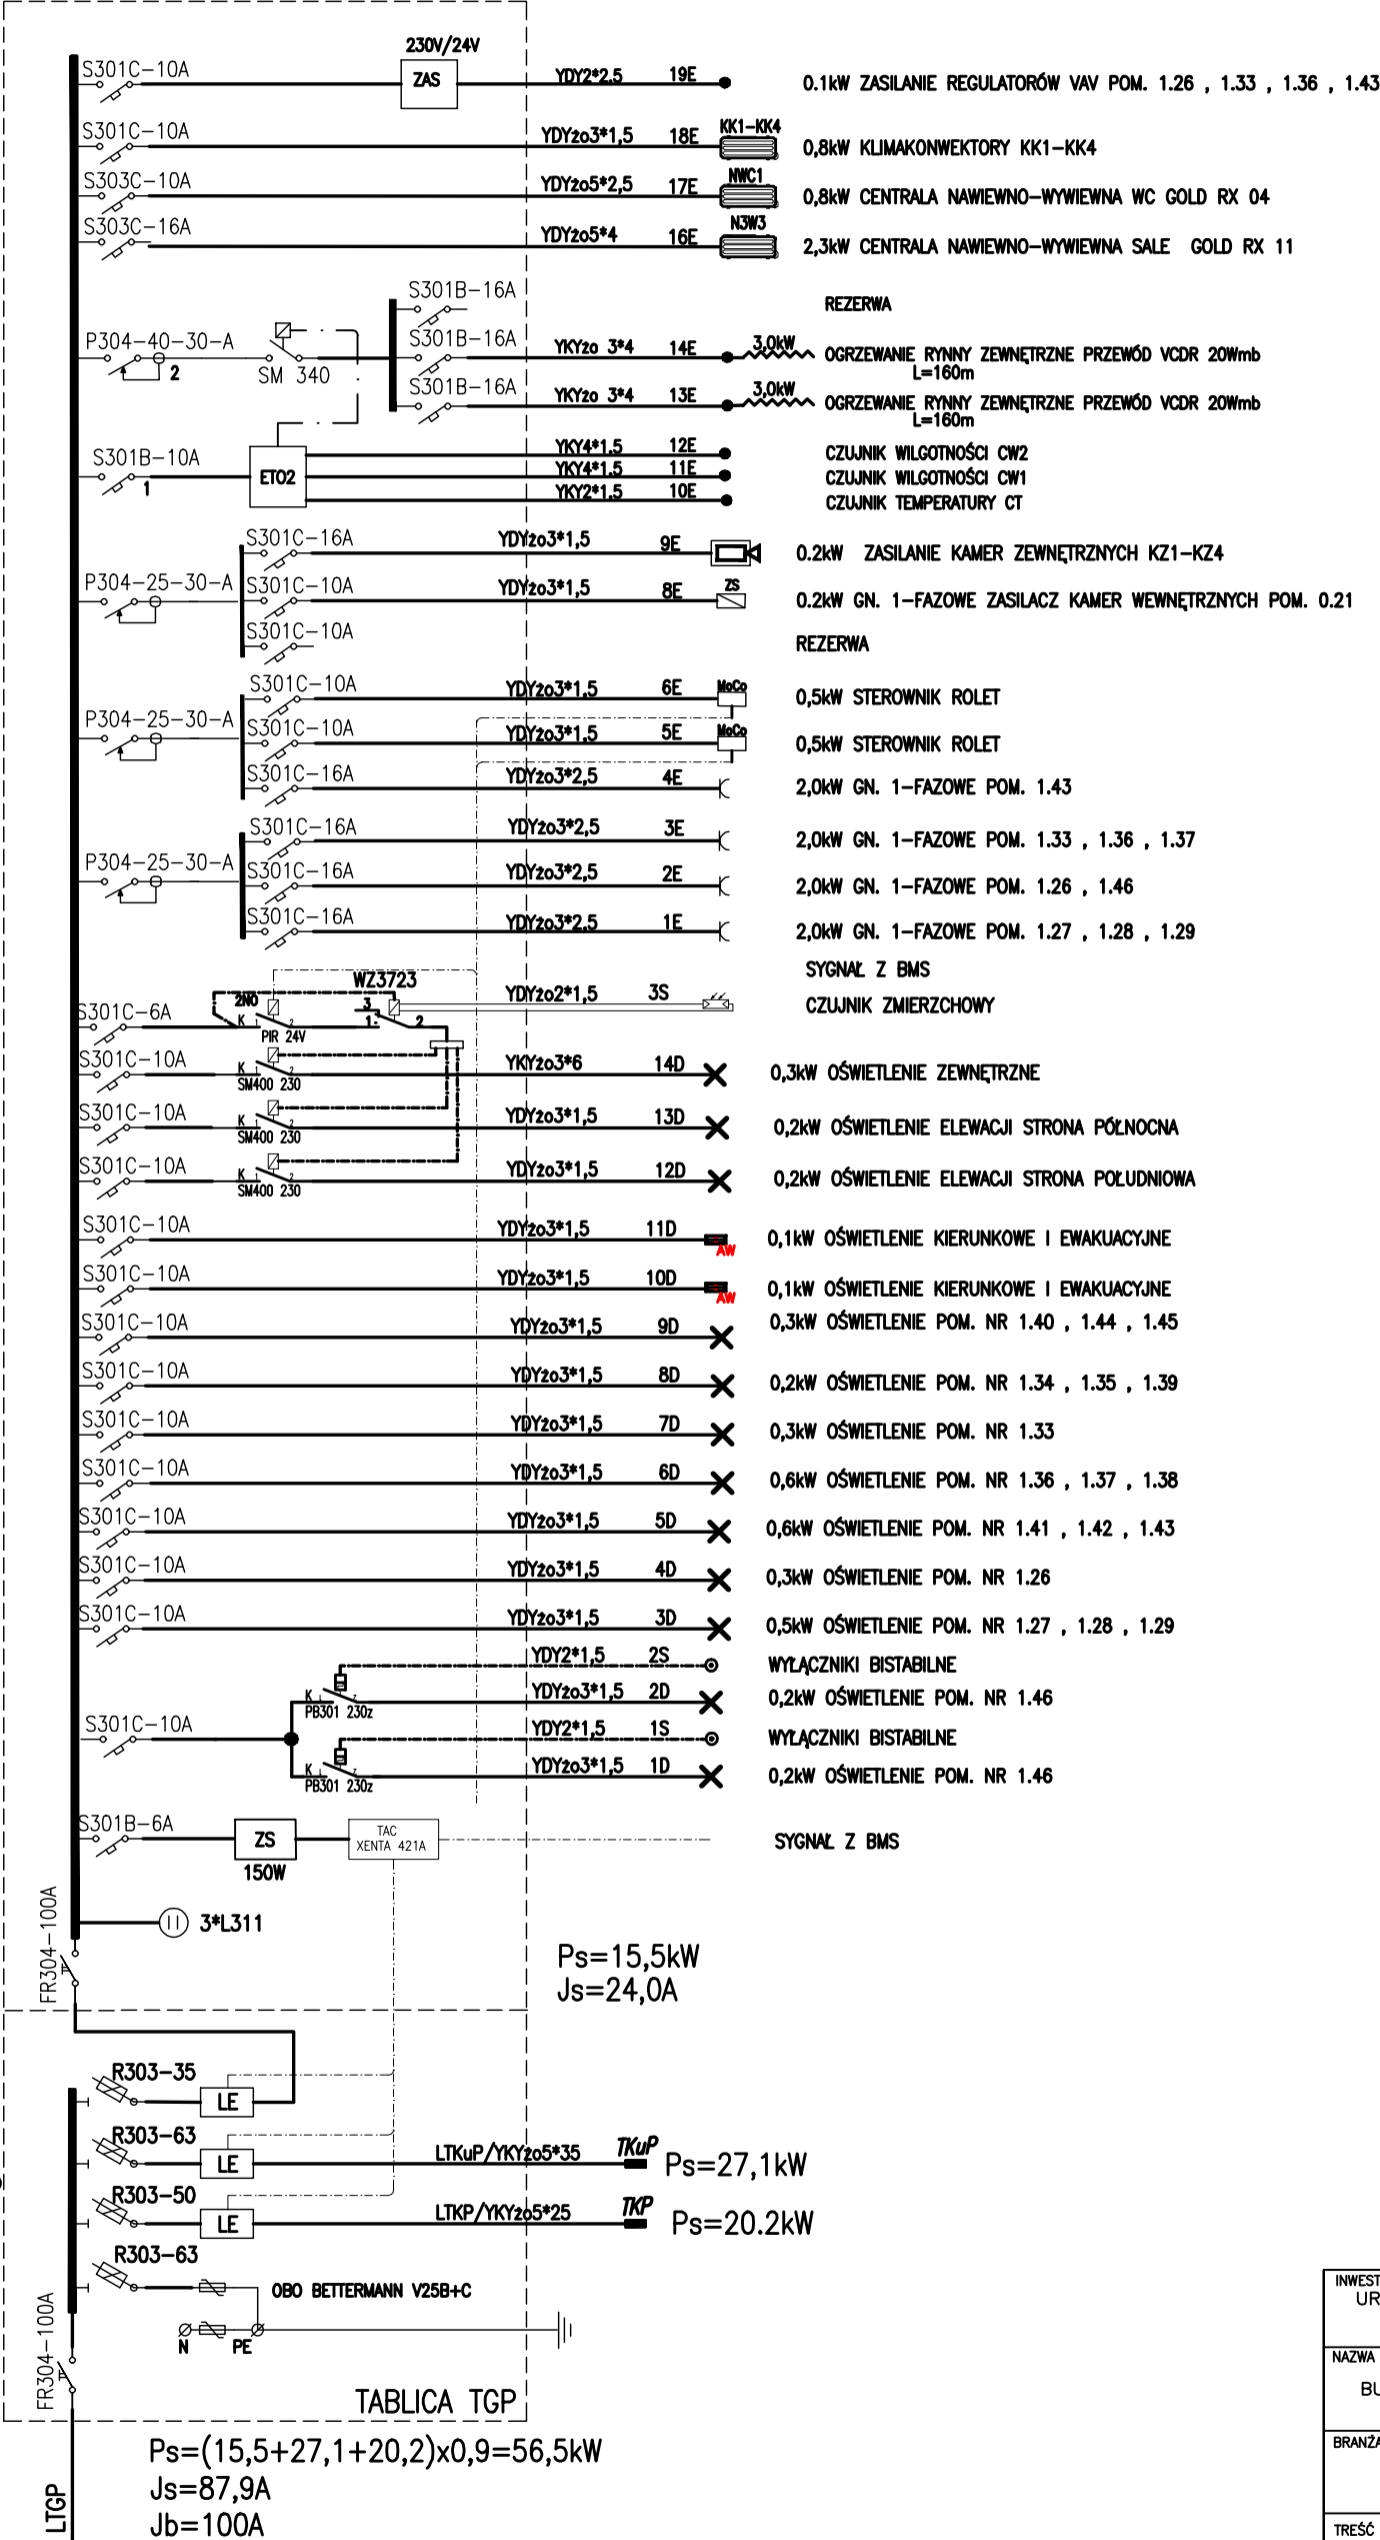 230V/24V
S301C-10A ZAS YDY2*2.5 19E 0.1kW ZASILANIE REGULATORÓW VAV POM. 1.26 , 1.33 , 1.36 , 1.43
S301C-10A YDYżo3*1,5 18E KK1-KK4 0,8kW KLIMAKONWEKTORY KK1-KK4
S303C-10A YDYżo5*2,5 17E NWC1 0,8kW CENTRALA NAWIEWNO-WYWIEWNA WC GOLD RX 04
S303C-16A YDYżo5*4 16E N3W3 2,3kW CENTRALA NAWIEWNO-WYWIEWNA SALE GOLD RX 11
S301B-16A REZERWA
P304-40-30-A 2 SM 340 S301B-16A YKYżo 3*4 14E 3,0kW OGRZEWANIE RYNNY ZEWNĘTRZNE PRZEWÓD VCDR 20Wmb
L=160m
S301B-16A YKYżo 3*4 13E 3,0kW OGRZEWANIE RYNNY ZEWNĘTRZNE PRZEWÓD VCDR 20Wmb
L=160m
YKY4*1.5 12E CZUJNIK WILGOTNOŚCI CW2
S301B-10A 1 ETO2 YKY4*1.5 11E CZUJNIK WILGOTNOŚCI CW1
YKY2*1.5 10E CZUJNIK TEMPERATURY CT
S301C-16A YDYżo3*1,5 9E 0.2kW ZASILANIE KAMER ZEWNĘTRZNYCH KZ1-KZ4
P304-25-30-A S301C-10A YDYżo3*1,5 8E ZS 0.2kW GN. 1-FAZOWE ZASILACZ KAMER WEWNĘTRZNYCH POM. 0.21
S301C-10A REZERWA
S301C-10A YDYżo3*1,5 6E MoCo 0,5kW STEROWNIK ROLET
P304-25-30-A S301C-10A YDYżo3*1,5 5E MoCo 0,5kW STEROWNIK ROLET
S301C-16A YDYżo3*2,5 4E 2,0kW GN. 1-FAZOWE POM. 1.43
S301C-16A YDYżo3*2,5 3E 2,0kW GN. 1-FAZOWE POM. 1.33 , 1.36 , 1.37
P304-25-30-A S301C-16A YDYżo3*2,5 2E 2,0kW GN. 1-FAZOWE POM. 1.26 , 1.46
S301C-16A YDYżo3*2,5 1E 2,0kW GN. 1-FAZOWE POM. 1.27 , 1.28 , 1.29
SYGNAŁ Z BMS
WZ3723
S301C-6A 2NO K 1 2 PIR 24V 3 1 2 YDYżo2*1,5 3S CZUJNIK ZMIERZCHOWY
S301C-10A K 1 2 SM400 230 YKYżo3*6 14D 0,3kW OŚWIETLENIE ZEWNĘTRZNE
S301C-10A K 1 2 SM400 230 YDYżo3*1,5 13D 0,2kW OŚWIETLENIE ELEWACJI STRONA PÓŁNOCNA
S301C-10A K 1 2 SM400 230 YDYżo3*1,5 12D 0,2kW OŚWIETLENIE ELEWACJI STRONA POŁUDNIOWA
S301C-10A YDYżo3*1,5 11D AW 0,1kW OŚWIETLENIE KIERUNKOWE I EWAKUACYJNE
S301C-10A YDYżo3*1,5 10D AW 0,1kW OŚWIETLENIE KIERUNKOWE I EWAKUACYJNE
S301C-10A YDYżo3*1,5 9D 0,3kW OŚWIETLENIE POM. NR 1.40 , 1.44 , 1.45
S301C-10A YDYżo3*1,5 8D 0,2kW OŚWIETLENIE POM. NR 1.34 , 1.35 , 1.39
S301C-10A YDYżo3*1,5 7D 0,3kW OŚWIETLENIE POM. NR 1.33
S301C-10A YDYżo3*1,5 6D 0,6kW OŚWIETLENIE POM. NR 1.36 , 1.37 , 1.38
S301C-10A YDYżo3*1,5 5D 0,6kW OŚWIETLENIE POM. NR 1.41 , 1.42 , 1.43
S301C-10A YDYżo3*1,5 4D 0,3kW OŚWIETLENIE POM. NR 1.26
S301C-10A YDYżo3*1,5 3D 0,5kW OŚWIETLENIE POM. NR 1.27 , 1.28 , 1.29
YDY2*1,5 2S WYŁĄCZNIKI BISTABILNE
K PB301 230z YDYżo3*1,5 2D 0,2kW OŚWIETLENIE POM. NR 1.46
S301C-10A YDY2*1,5 1S WYŁĄCZNIKI BISTABILNE
K PB301 230z YDYżo3*1,5 1D 0,2kW OŚWIETLENIE POM. NR 1.46
S301B-6A ZS TAC
XENTA 421A SYGNAŁ Z BMS
150W
FR304-100A 3*L311
Ps=15,5kW
Js=24,0A
R303-35 LE
R303-63 LE LTKuP/YKYżo5*35 TKuP Ps=27,1kW
R303-50 LE LTKP/YKYżo5*25 TKP Ps=20.2kW
R303-63 OBO BETTERMANN V25B+C
N PE
FR304-100A
TABLICA TGP
Ps=(15,5+27,1+20,2)x0,9=56,5kW
Js=87,9A
Jb=100A
LTGP
INWEST
UR
NAZWA
BU
BRANŻA
TREŚĆ